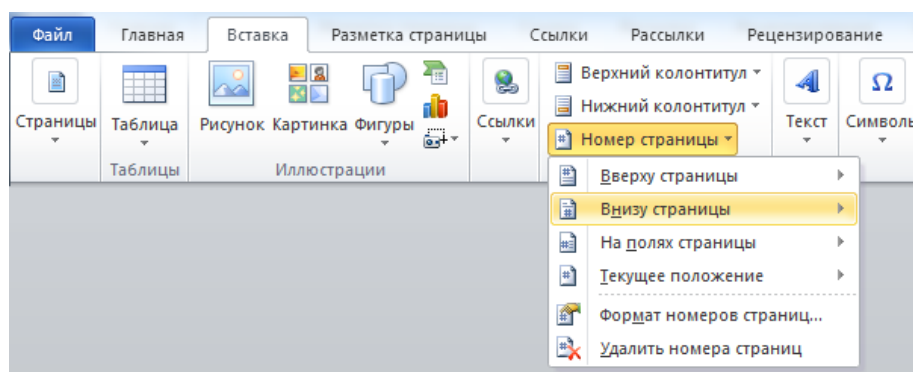 Файл Главная Вставка Разметка страницы Ссылки Рассылки Рецензирование
Верхний колонтитул
Нижний колонтитул
Страницы Таблица Рисунок Картинка Фигуры Ссылки Номер страницы Текст Символы
Таблицы Иллюстрации
Вверху страницы
Внизу страницы
На полях страницы
Текущее положение
Формат номеров страниц...
Удалить номера страниц